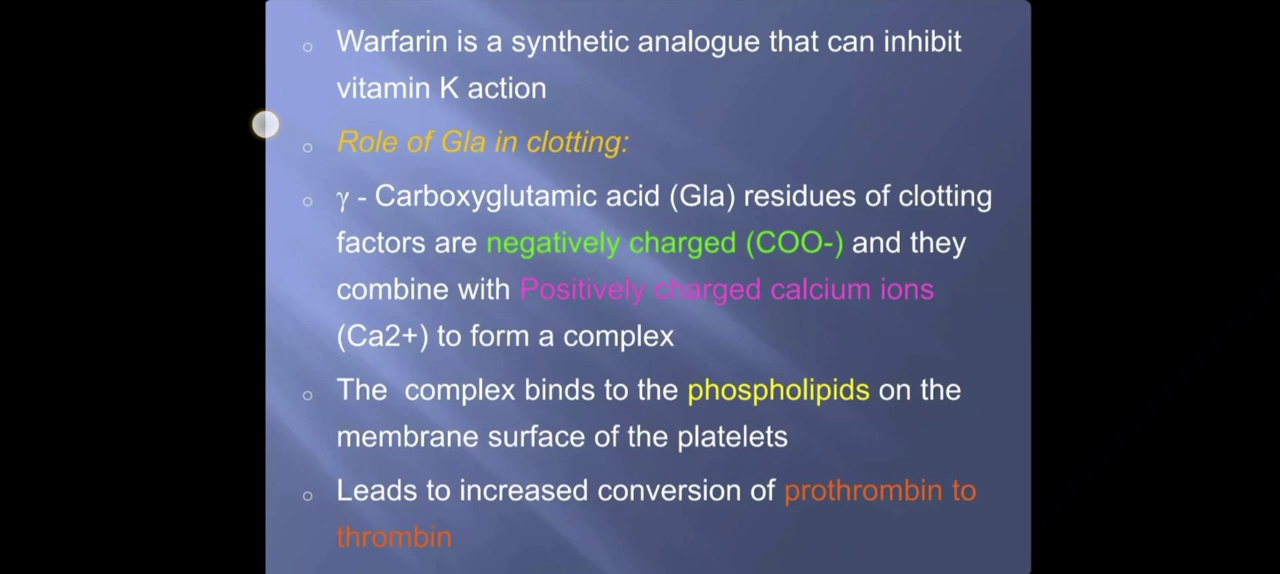 Warfarin is a synthetic analogue that can inhibit
vitamin K action
Role of Gla in clotting:
γ - Carboxyglutamic acid (Gla) residues of clotting
factors are negatively charged (COO-) and they
combine with Positively charged calcium ions
(Ca2+) to form a complex
The  complex binds to the phospholipids on the
membrane surface of the platelets
Leads to increased conversion of prothrombin to
thrombin